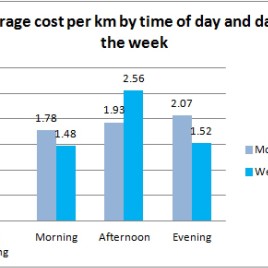 rage cost per km by time of day and da
the week
2.56
2.07
1.93
1.78
1.48
1.52
Mo
We
Morning Afternoon Evening
ng